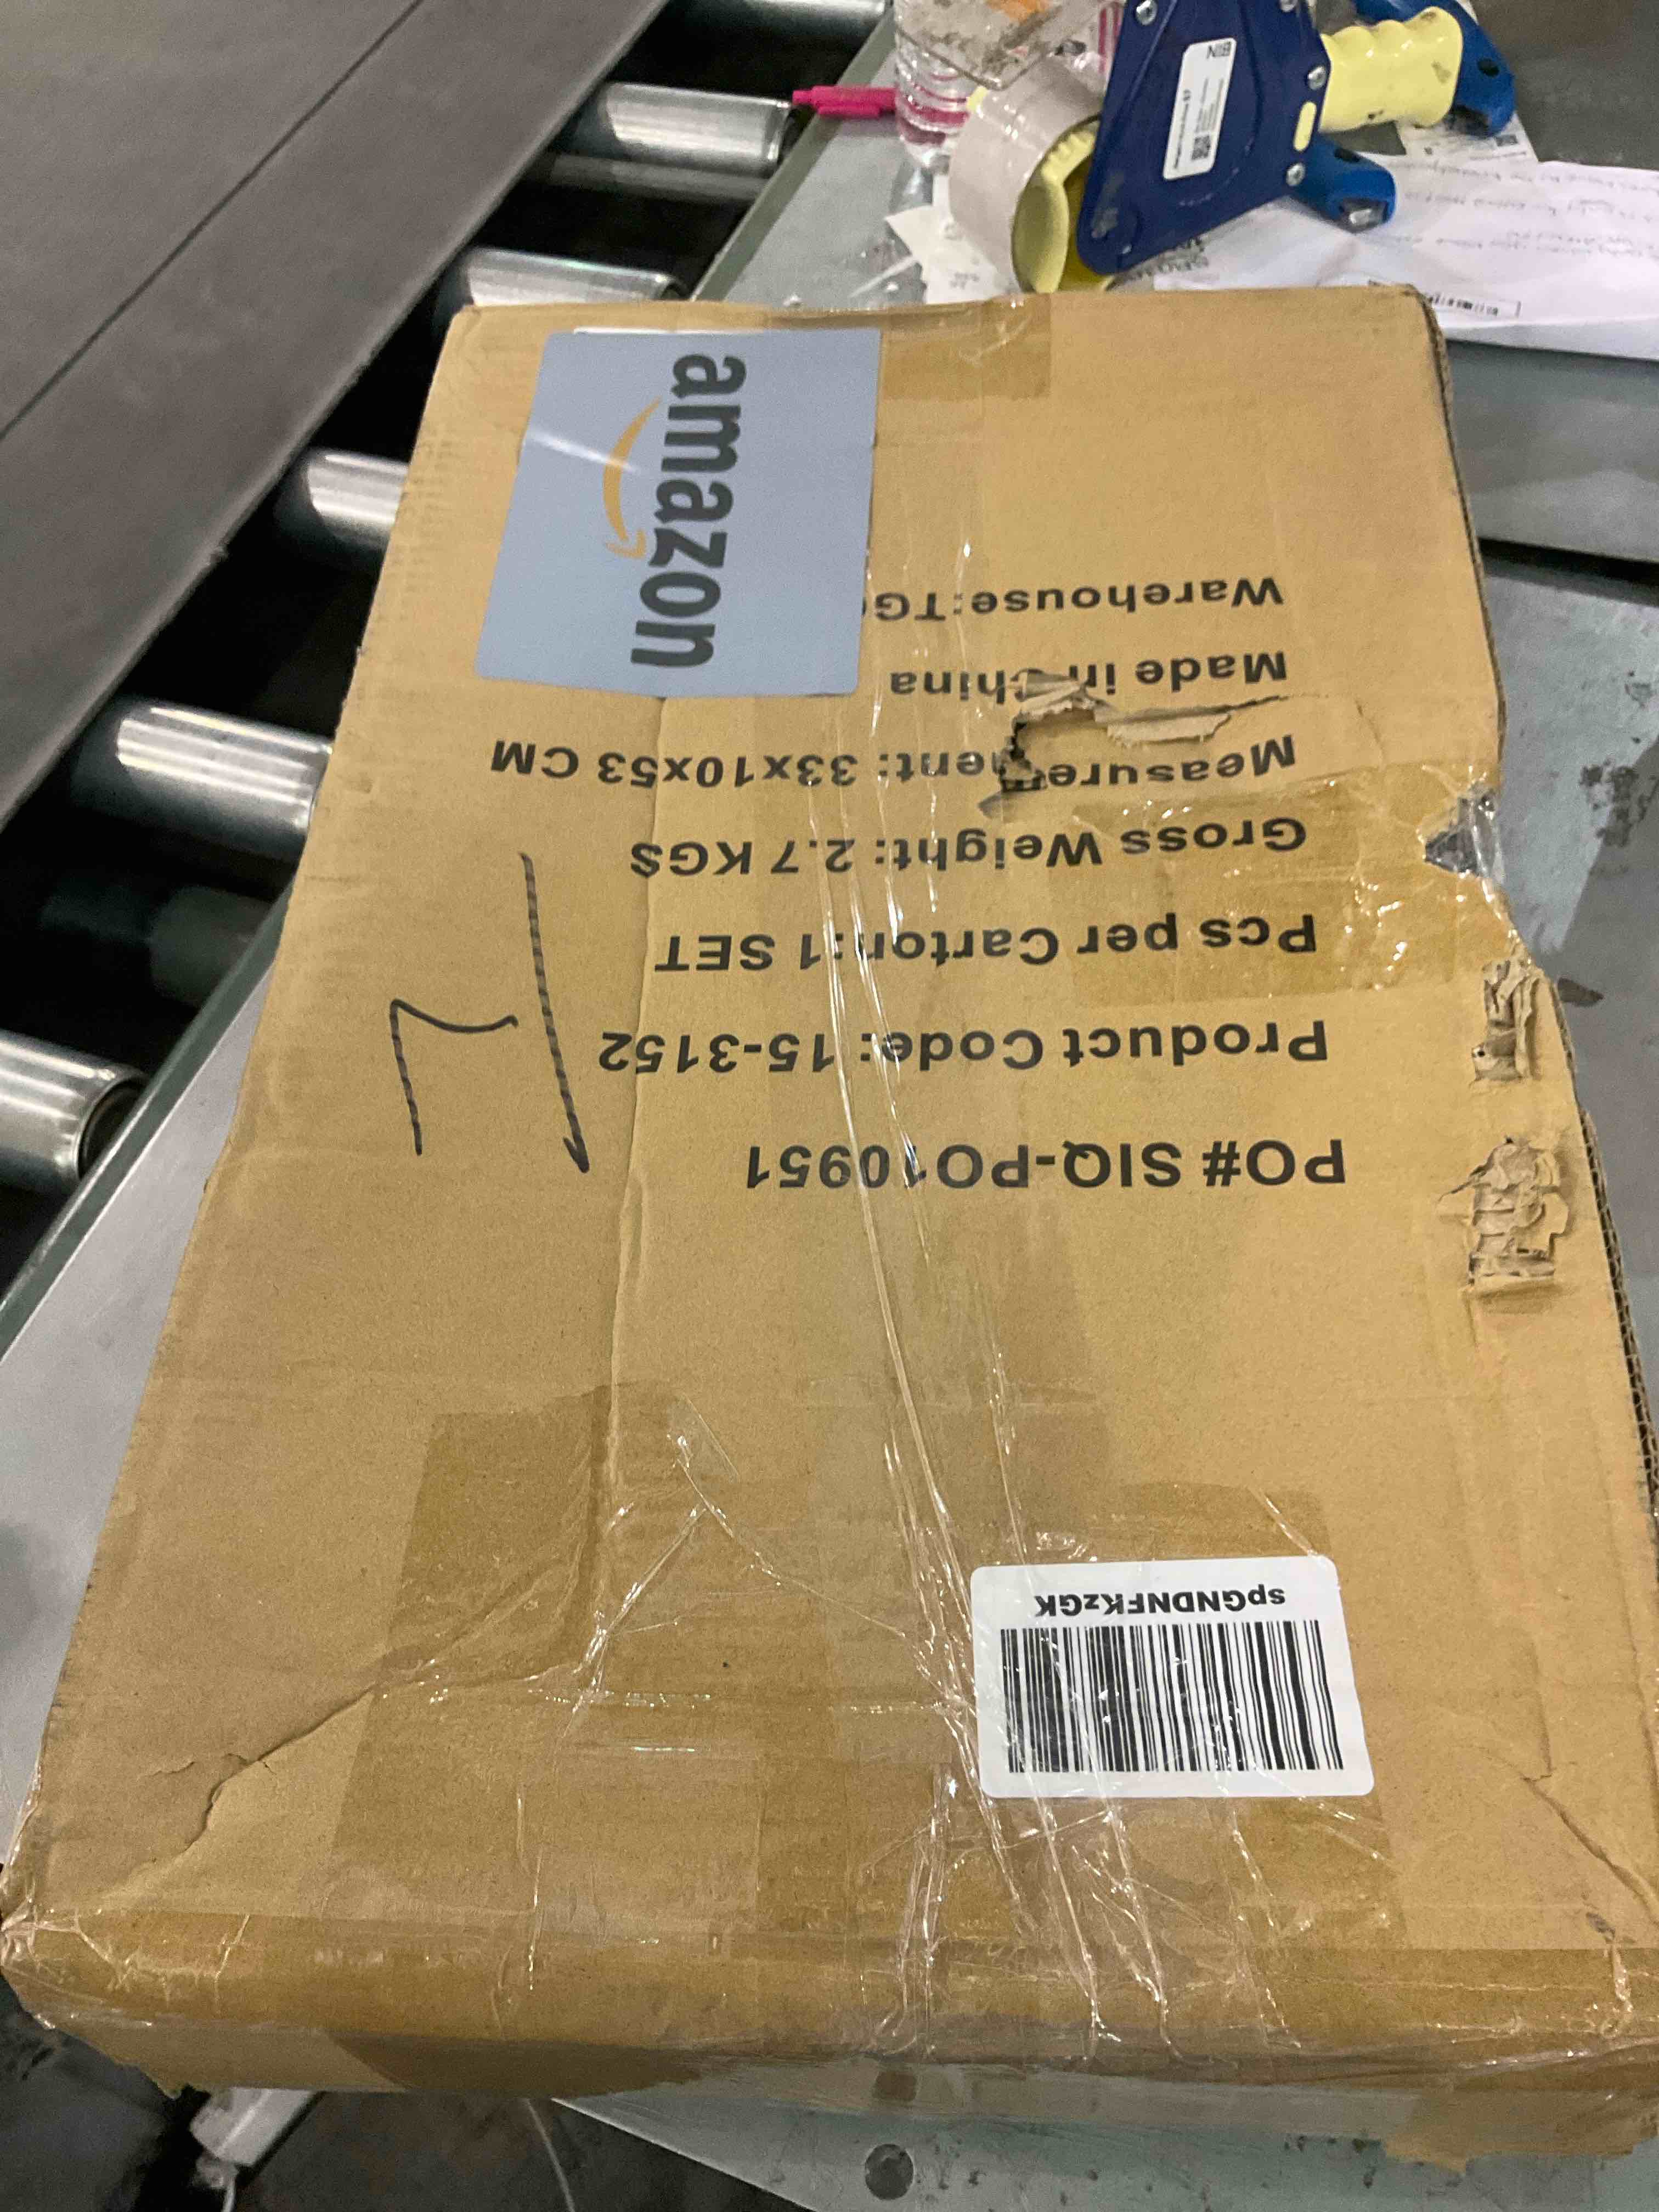 PO# SIQ-PO10951
Product Code: 15-3152
Pcs per Carton:1 SET
Gross Weight: 2.7 KGS
Measurement: 33x10x53 CM
Made in China
Warehouse:TG
amazon
spGNDNFKzGK
BIN